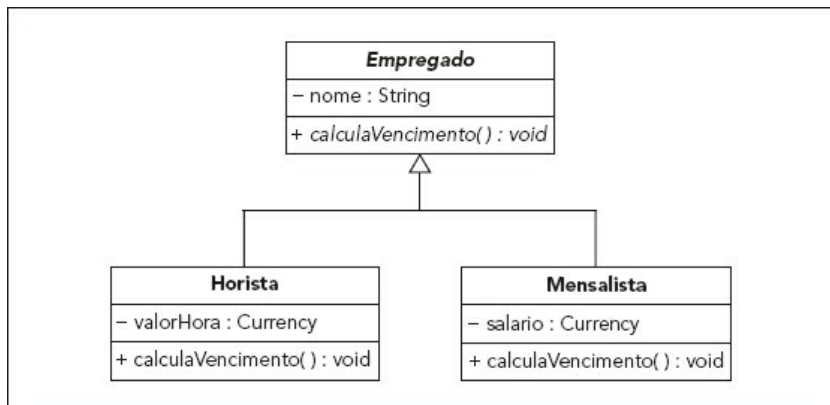 Empregado
– nome : String
+ calculaVencimento( ) : void
Horista
– valorHora : Currency
+ calculaVencimento( ) : void
Mensalista
– salario : Currency
+ calculaVencimento( ) : void